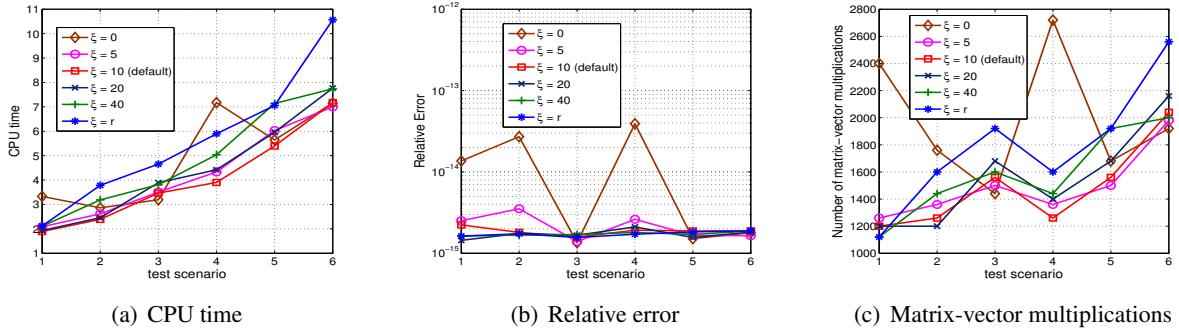 CPU time
11
10
9
8
7
6
5
4
3
2
1
ξ = 0
ξ = 5
ξ = 10 (default)
ξ = 20
ξ = 40
ξ = r
1 2 3 4 5 6
test scenario
(a) CPU time
Relative Error
10⁻¹²
10⁻¹³
10⁻¹⁴
10⁻¹⁵
ξ = 0
ξ = 5
ξ = 10 (default)
ξ = 20
ξ = 40
ξ = r
1 2 3 4 5 6
test scenario
(b) Relative error
Number of matrix−vector multiplications
2800
2600
2400
2200
2000
1800
1600
1400
1200
1000
ξ = 0
ξ = 5
ξ = 10 (default)
ξ = 20
ξ = 40
ξ = r
1 2 3 4 5 6
test scenario
(c) Matrix-vector multiplications